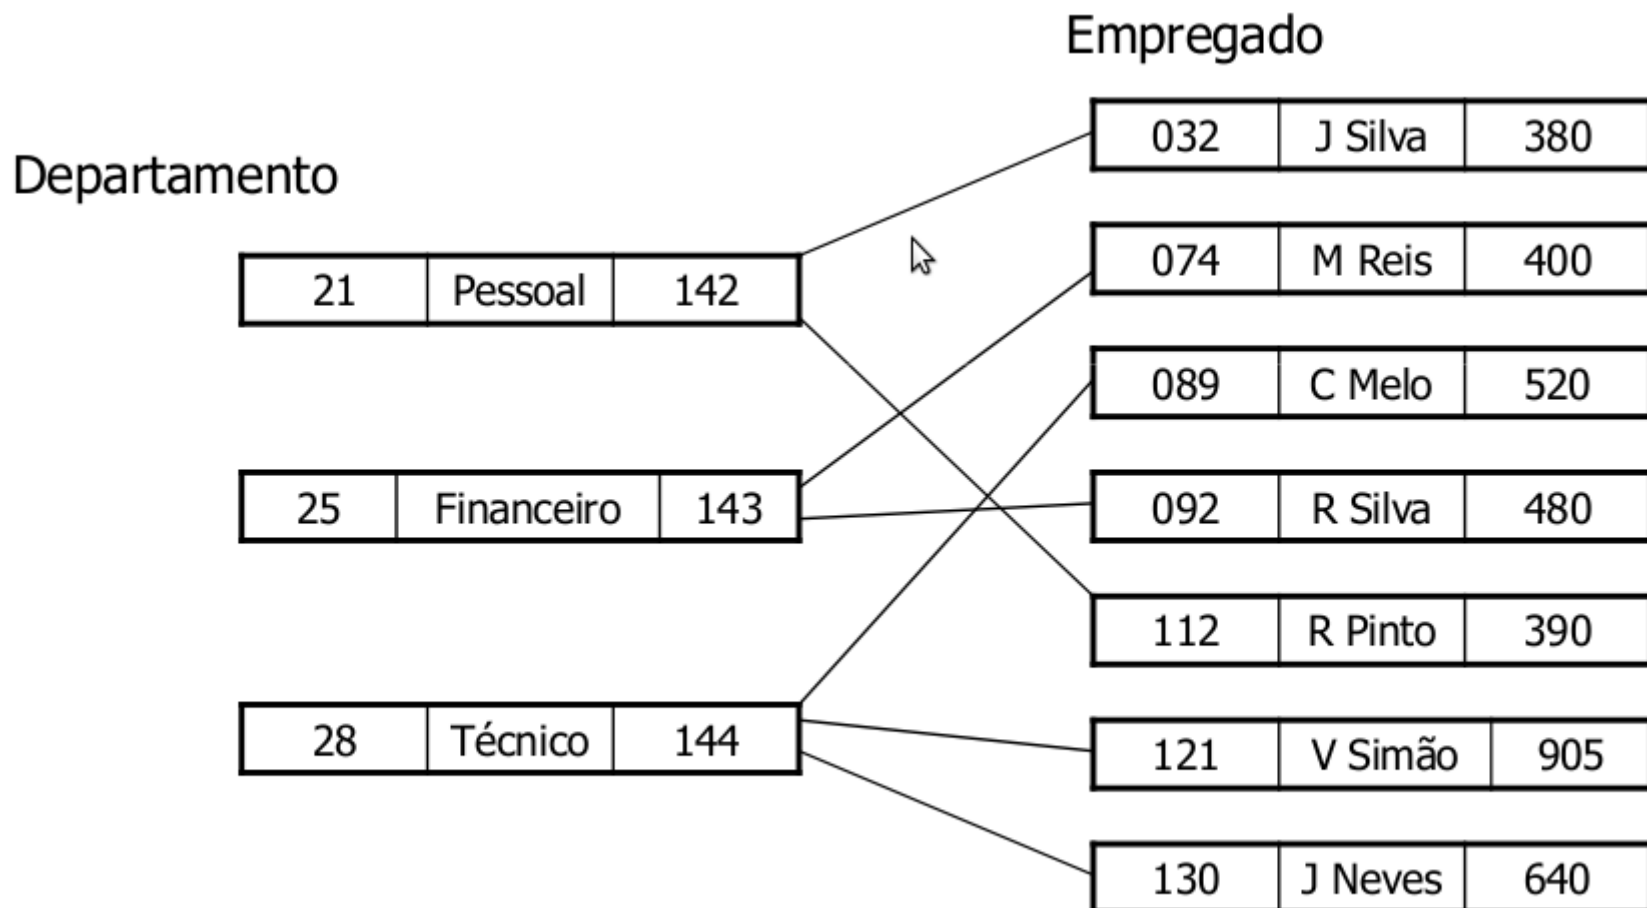 Empregado
032 J Silva 380
Departamento
074 M Reis 400
21 Pessoal 142
089 C Melo 520
25 Financeiro 143
092 R Silva 480
112 R Pinto 390
28 Técnico 144
121 V Simão 905
130 J Neves 640